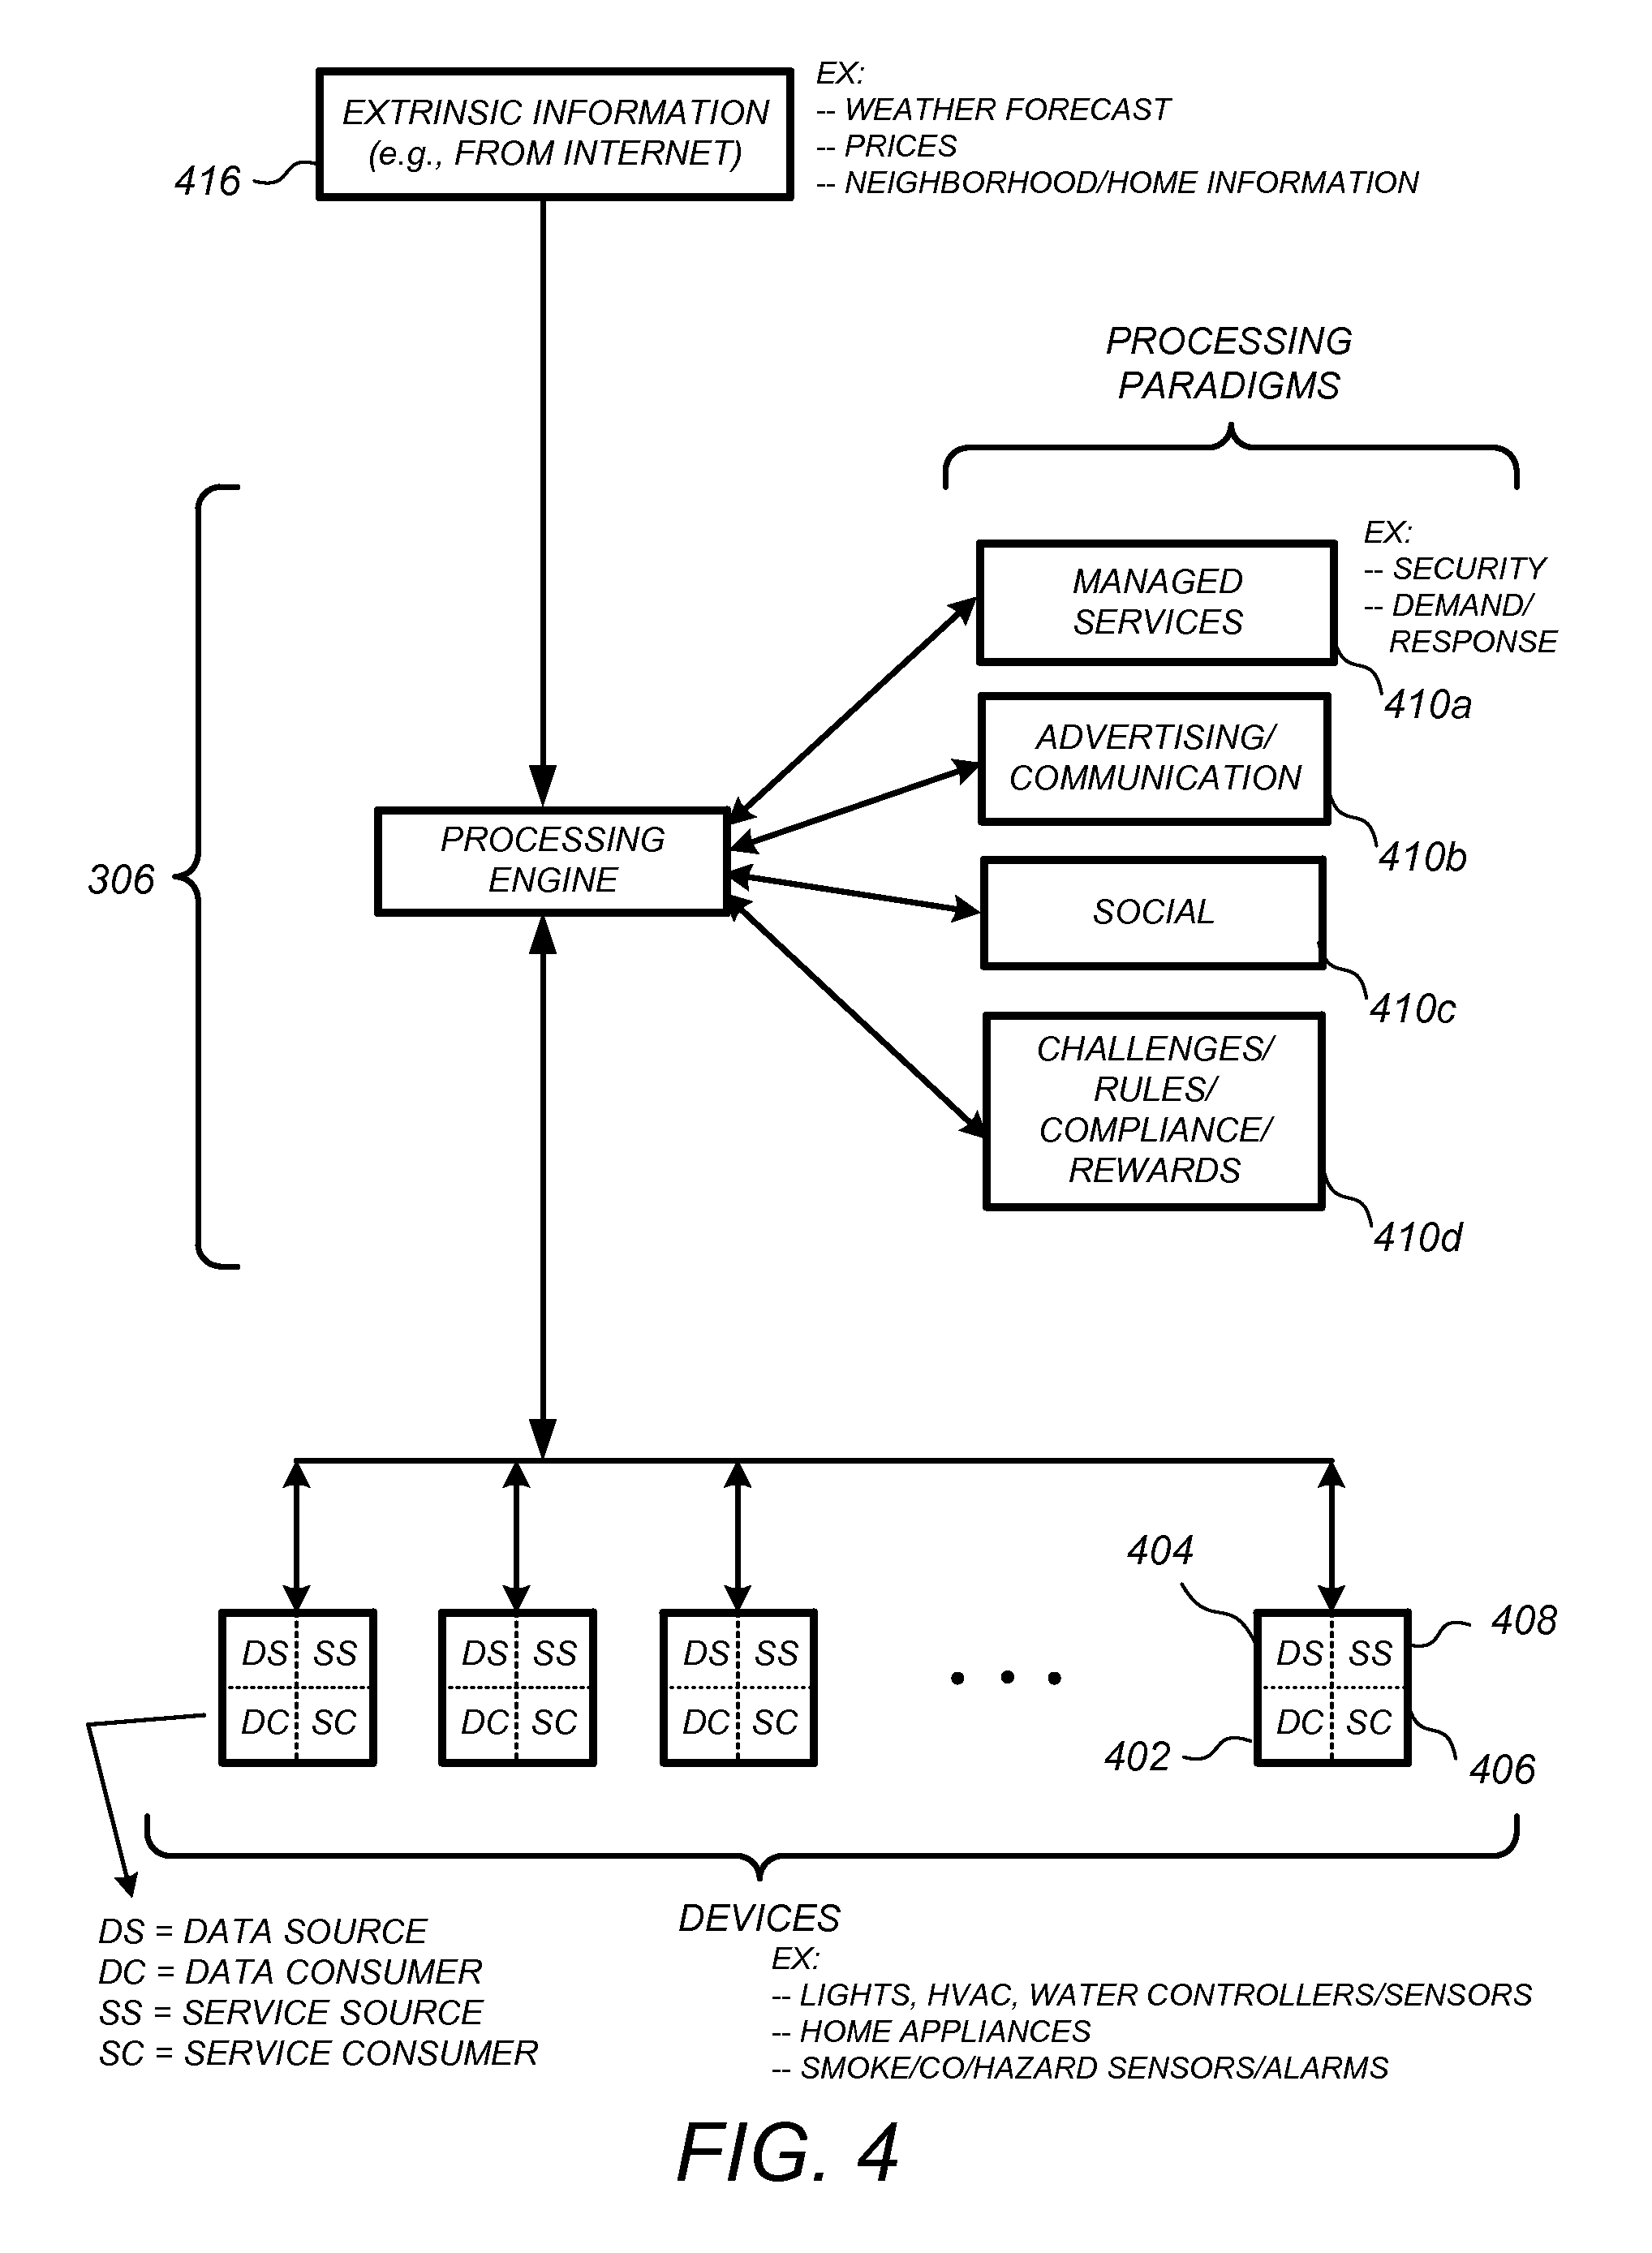 EXTRINSIC INFORMATION
(e.g., FROM INTERNET)
416
EX:
-- WEATHER FORECAST
-- PRICES
-- NEIGHBORHOOD/HOME INFORMATION
PROCESSING
PARADIGMS
MANAGED
SERVICES
EX:
-- SECURITY
-- DEMAND/
RESPONSE
410a
ADVERTISING/
COMMUNICATION
410b
306
PROCESSING
ENGINE
SOCIAL
410c
CHALLENGES/
RULES/
COMPLIANCE/
REWARDS
410d
404
408
DS SS
DC SC
DS SS
DC SC
DS SS
DC SC
DS SS
DC SC
402
406
DS = DATA SOURCE
DC = DATA CONSUMER
SS = SERVICE SOURCE
SC = SERVICE CONSUMER
DEVICES
EX:
-- LIGHTS, HVAC, WATER CONTROLLERS/SENSORS
-- HOME APPLIANCES
-- SMOKE/CO/HAZARD SENSORS/ALARMS
FIG. 4